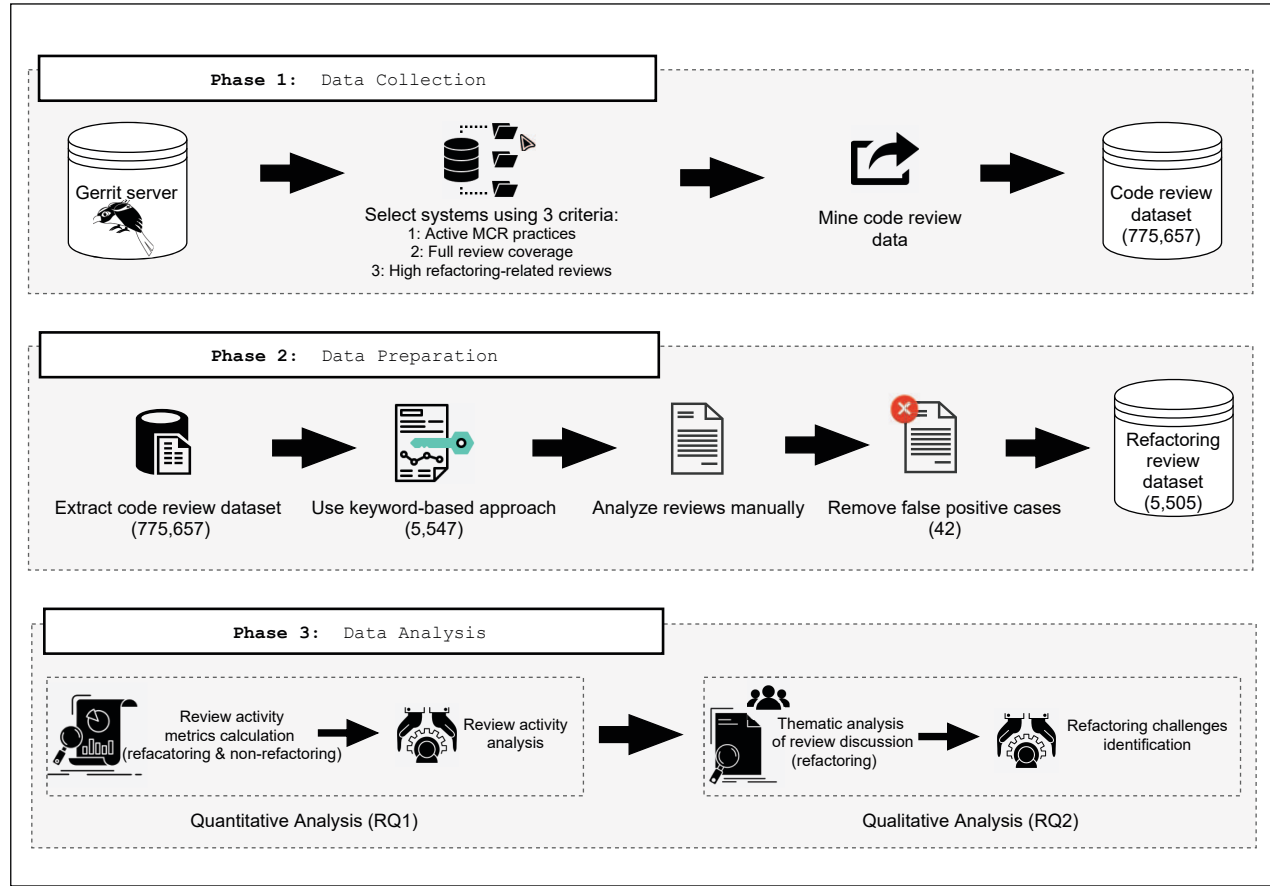 Phase 1: Data Collection
Gerrit server
Select systems using 3 criteria:
1: Active MCR practices
2: Full review coverage
3: High refactoring-related reviews
Mine code review
data
Code review
dataset
(775,657)
Phase 2: Data Preparation
Extract code review dataset
(775,657)
Use keyword-based approach
(5,547)
Analyze reviews manually
Remove false positive cases
(42)
Refactoring
review
dataset
(5,505)
Phase 3: Data Analysis
Review activity
metrics calculation
(refacatoring & non-refactoring)
Review activity
analysis
Quantitative Analysis (RQ1)
Thematic analysis
of review discussion
(refactoring)
Refactoring challenges
identification
Qualitative Analysis (RQ2)